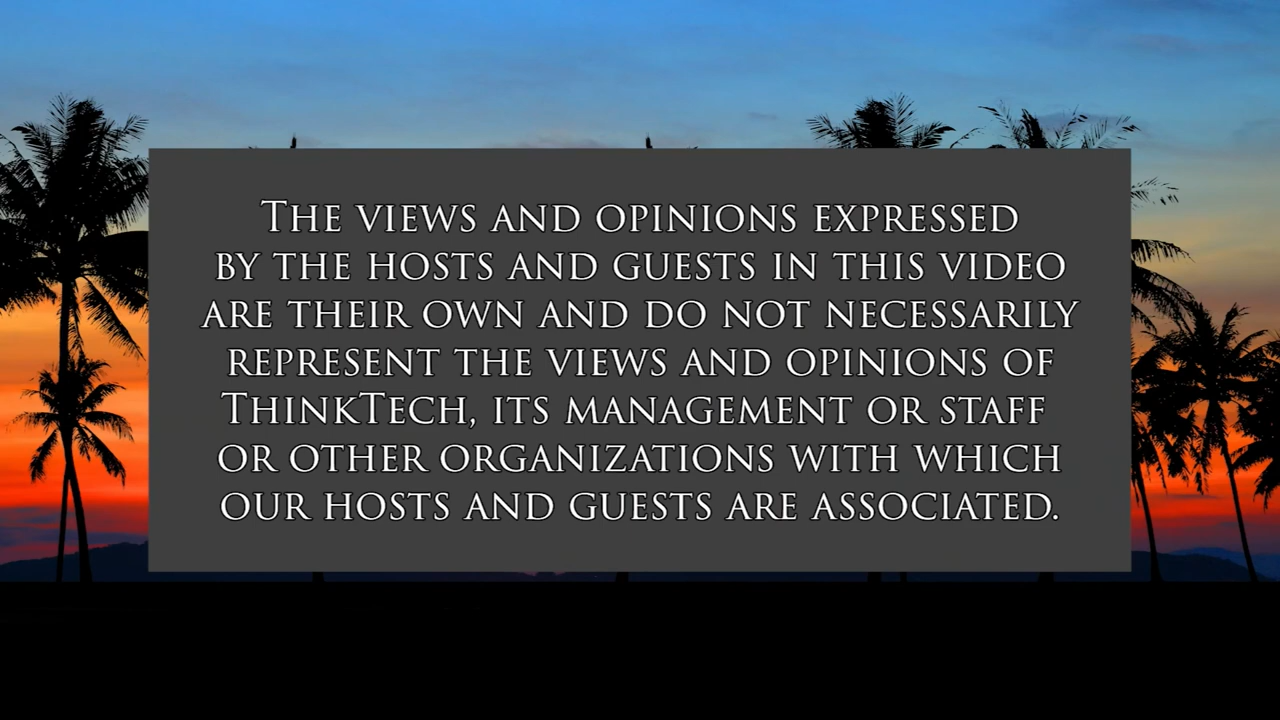 The views and opinions expressed
by the hosts and guests in this video
are their own and do not necessarily
represent the views and opinions of
ThinkTech, its management or staff
or other organizations with which
our hosts and guests are associated.